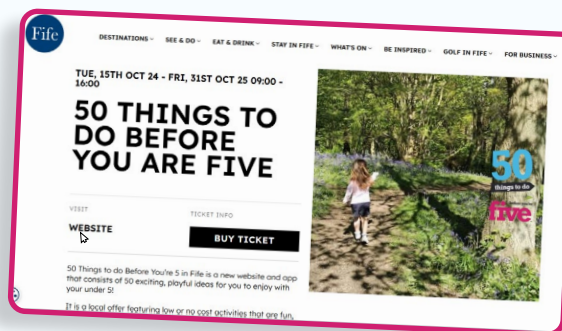 Fife
DESTINATIONS SEE & DO EAT & DRINK STAY IN FIFE WHAT'S ON BE INSPIRED GOLF IN FIFE FOR BUSINESS
TUE, 15TH OCT 24 - FRI, 31ST OCT 25 09:00 -
16:00
50 THINGS TO
DO BEFORE
YOU ARE FIVE
50
things to do
five
VISIT
TICKET INFO
WEBSITE
BUY TICKET
50 Things to do Before You're 5 in Fife is a new website and app
that consists of 50 exciting, playful ideas for you to enjoy with
your under 5!
It is a local offer featuring low or no cost activities that are fun,